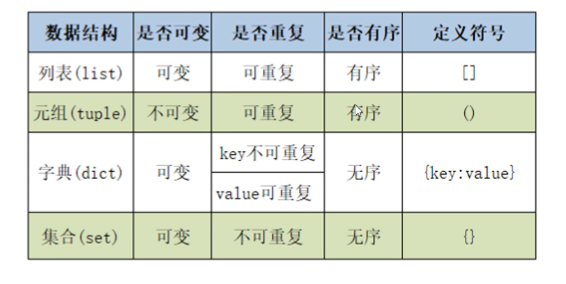 数据结构 是否可变 是否重复 是否有序 定义符号
列表(list) 可变 可重复 有序 []
元组(tuple) 不可变 可重复 有序 ()
字典(dict) 可变 key不可重复 无序 {key:value}
value可重复
集合(set) 可变 不可重复 无序 {}